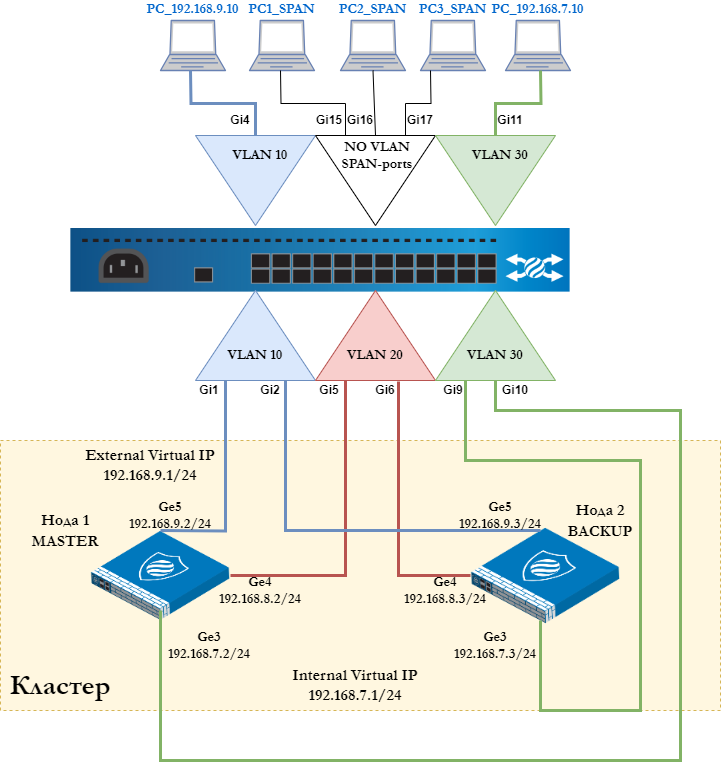 PC_192.168.9.10 PC1_SPAN PC2_SPAN PC3_SPAN PC_192.168.7.10
Gi4 Gi15 Gi16 Gi17 Gi11
VLAN 10
NO VLAN
SPAN-ports
VLAN 30
VLAN 10 VLAN 20 VLAN 30
Gi1 Gi2 Gi5 Gi6 Gi9 Gi10
External Virtual IP
192.168.9.1/24
Нода 1
MASTER
Ge5
192.168.9.2/24
Ge5
192.168.9.3/24
Нода 2
BACKUP
Ge4
192.168.8.2/24
Ge4
192.168.8.3/24
Ge3
192.168.7.2/24
Ge3
192.168.7.3/24
Internal Virtual IP
192.168.7.1/24
Кластер